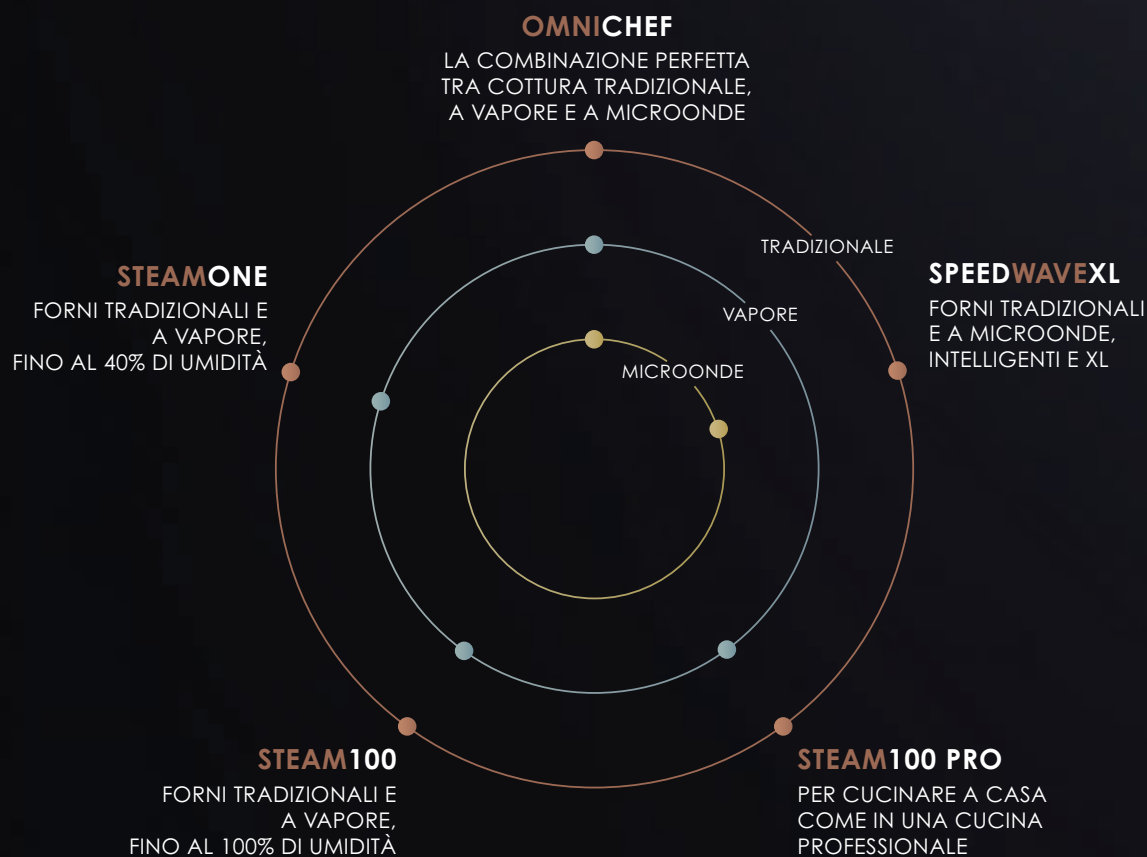 OMNICHEF
LA COMBINAZIONE PERFETTA
TRA COTTURA TRADIZIONALE,
A VAPORE E A MICROONDE
TRADIZIONALE
VAPORE
MICROONDE
STEAMONE
FORNI TRADIZIONALI E
A VAPORE,
FINO AL 40% DI UMIDITÀ
SPEEDWAVEXL
FORNI TRADIZIONALI
E A MICROONDE,
INTELLIGENTI E XL
STEAM100
FORNI TRADIZIONALI E
A VAPORE,
FINO AL 100% DI UMIDITÀ
STEAM100 PRO
PER CUCINARE A CASA
COME IN UNA CUCINA
PROFESSIONALE